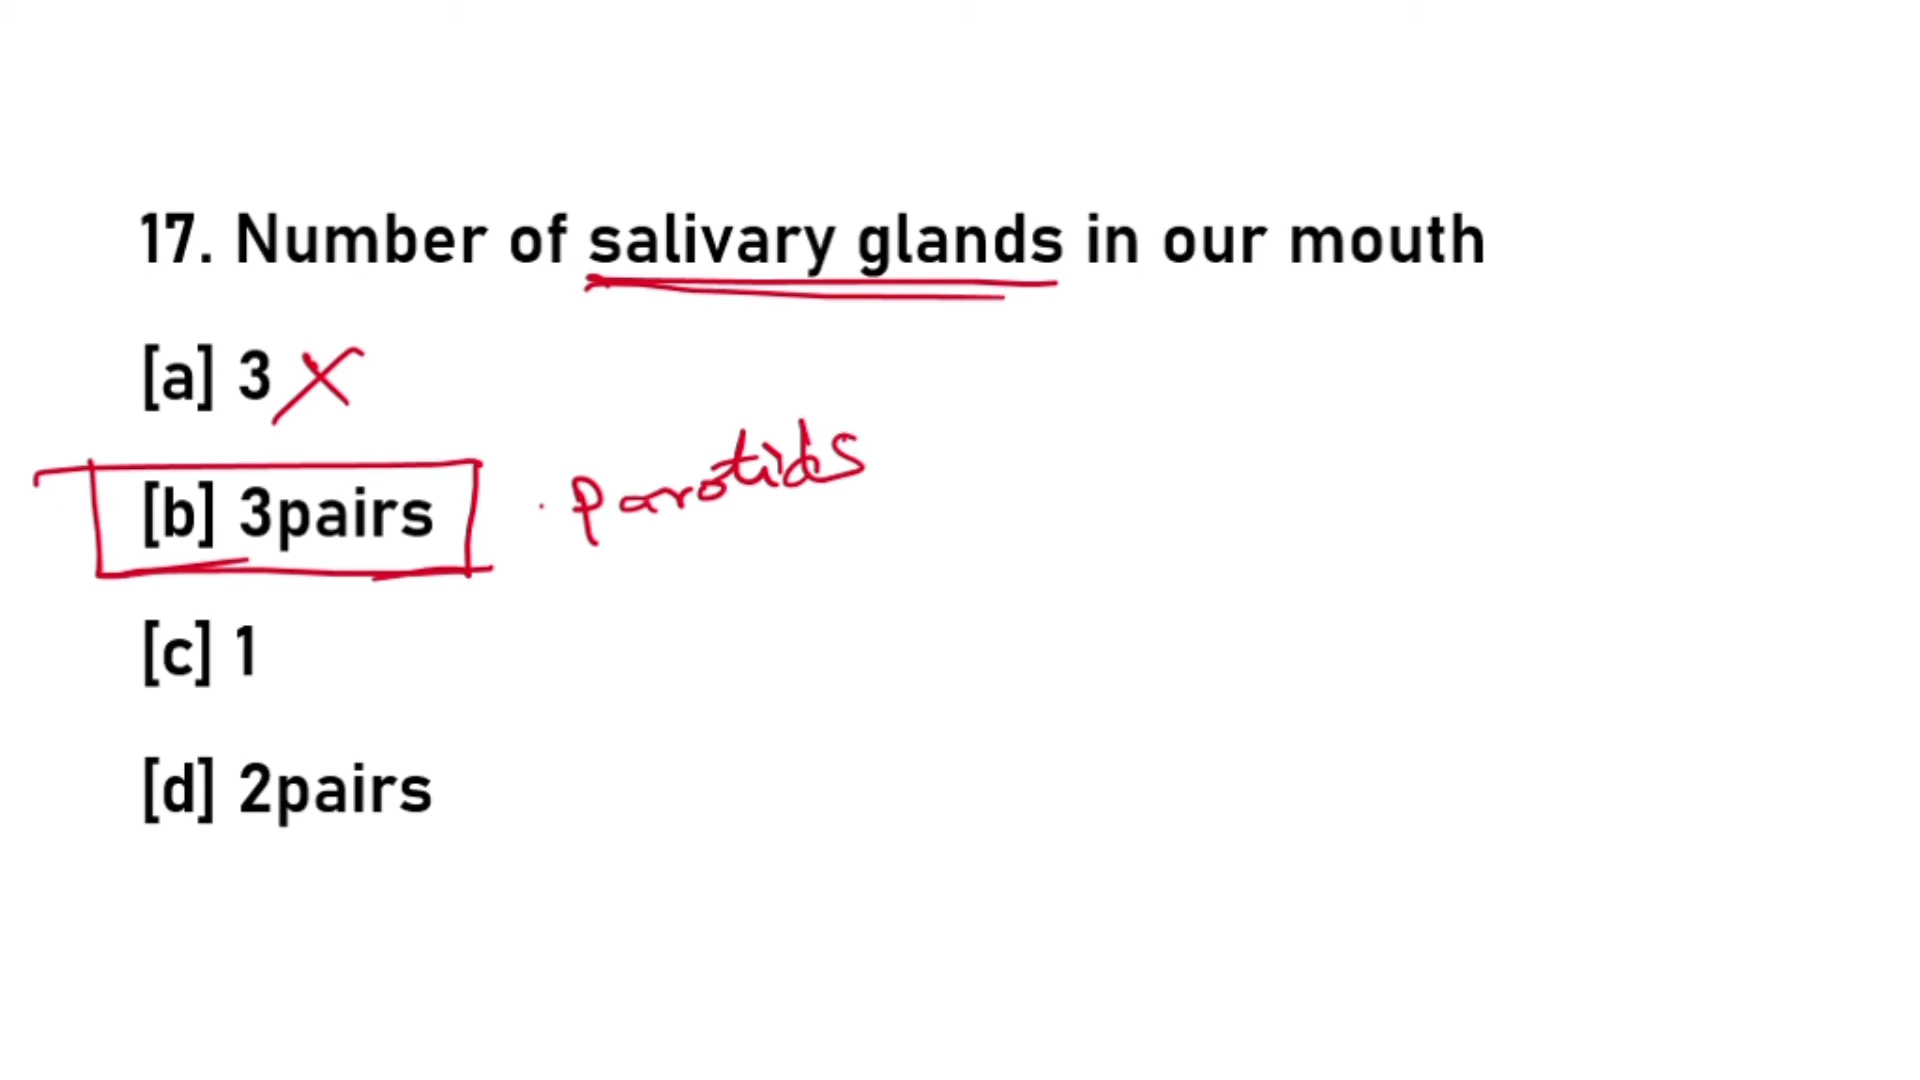 17. Number of salivary glands in our mouth
[a] 3
[b] 3pairs
. parotids
[c] 1
[d] 2pairs